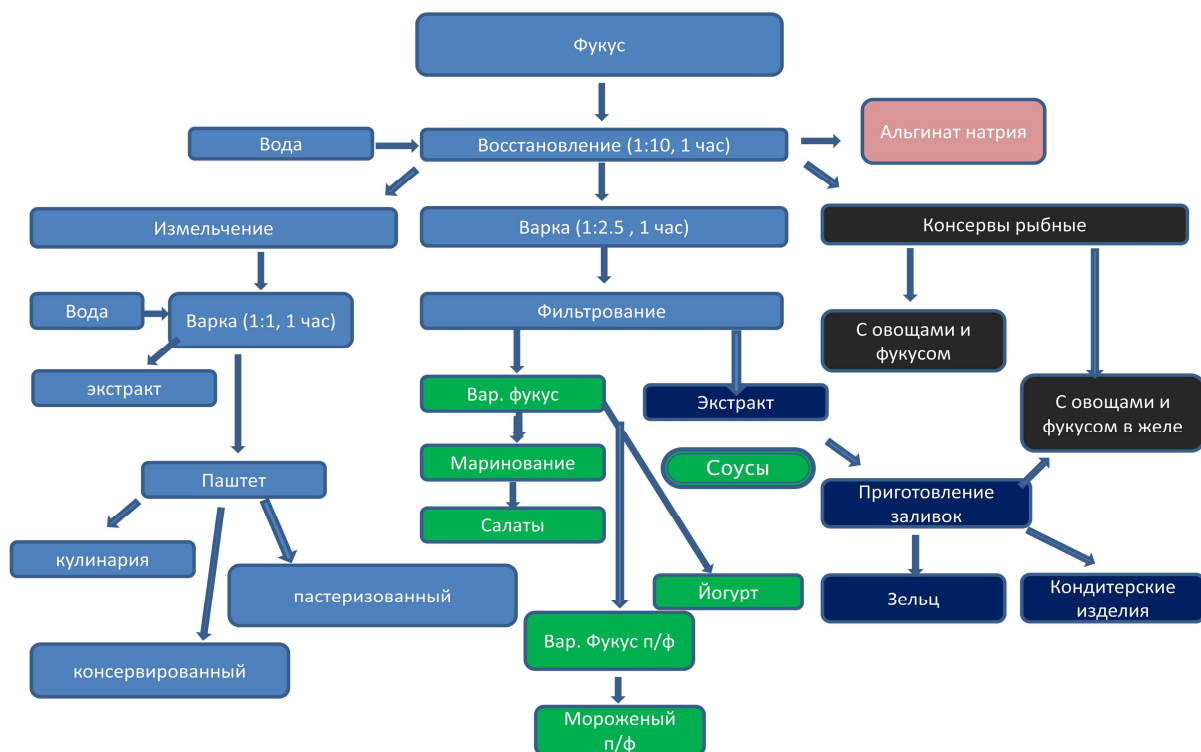 Фукус
Альгинат натрия
Вода
Восстановление (1:10, 1 час)
Измельчение
Варка (1:2.5 , 1 час)
Консервы рыбные
Вода
Варка (1:1, 1 час)
Фильтрование
С овощами и
фукусом
экстракт
Вар. фукус
Экстракт
С овощами и
фукусом в желе
Маринование
Соусы
Паштет
Приготовление
заливок
Салаты
кулинария
пастеризованный
Йогурт
Зельц
Кондитерские
изделия
Вар. Фукус п/ф
консервированный
Мороженый
п/ф